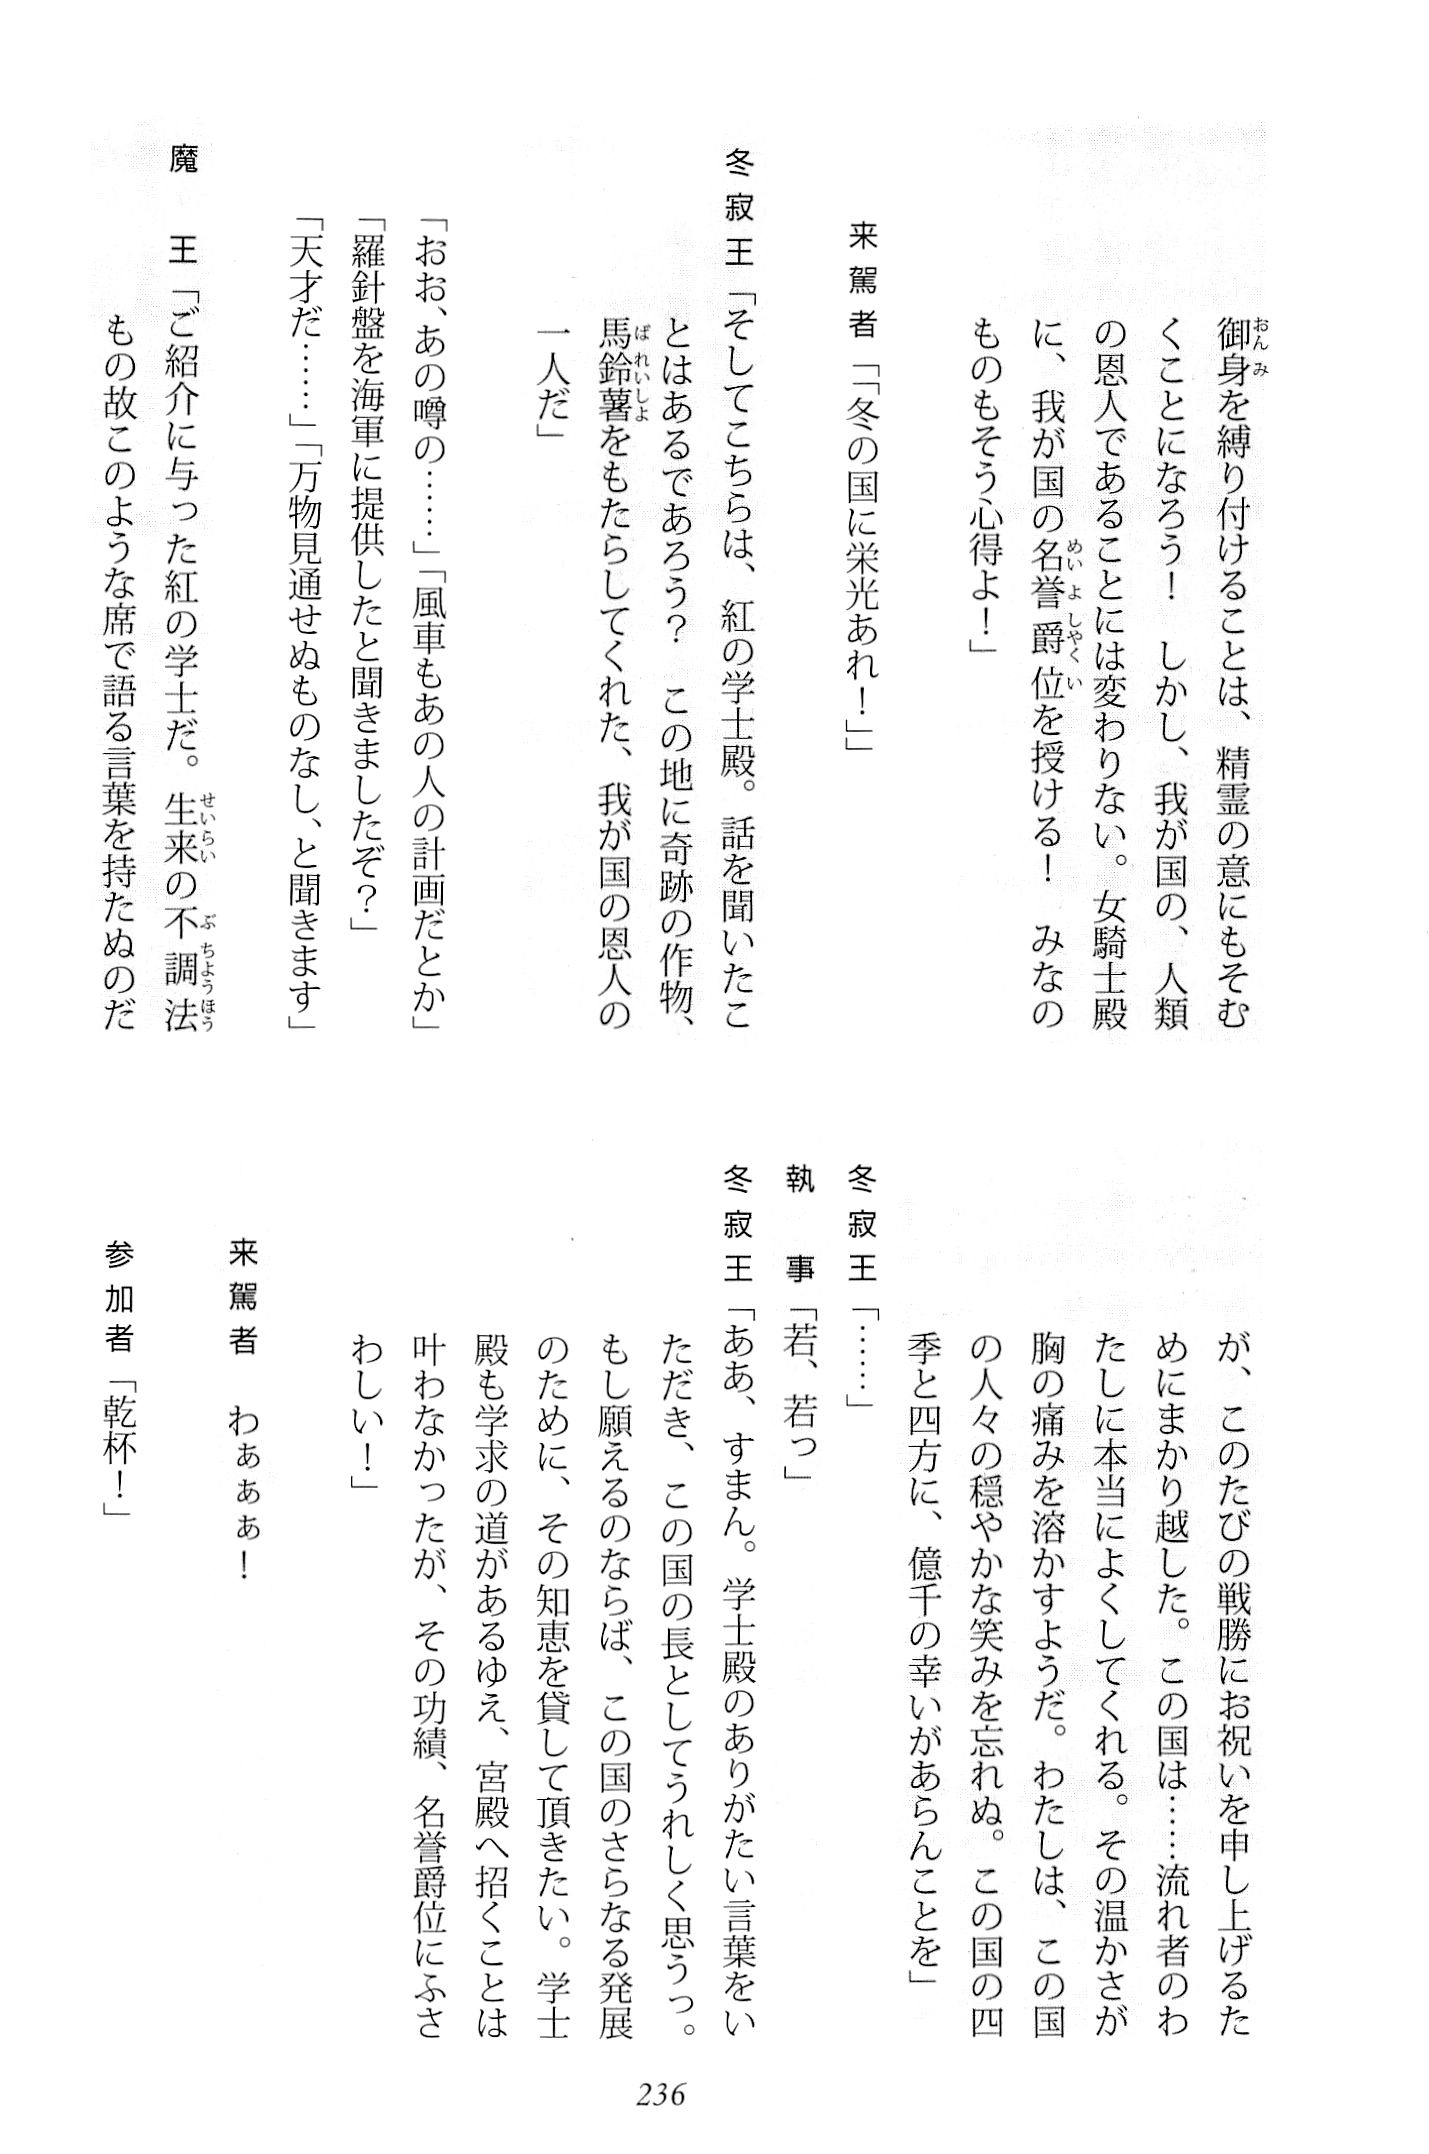 御身を縛り付けることは、精霊の意にもそむ
くことになろう！　しかし、我が国の、人類
の恩人であることには変わりない。女騎士殿
に、我が国の名誉爵位を授ける！　みなの
ものもそう心得よ！」
来駕者「「冬の国に栄光あれ！」」
冬寂王「そしてこちらは、紅の学士殿。話を聞いたこ
とはあるであろう？　この地に奇跡の作物、
馬鈴薯をもたらしてくれた、我が国の恩人の
一人だ」
「おお、あの噂の……」「風車もあの人の計画だとか」
「羅針盤を海軍に提供したと聞きましたぞ？」
「天才だ……」「万物見通せぬものなし、と聞きます」
魔　王「ご紹介に与った紅の学士だ。生来の不調法
もの故このような席で語る言葉を持たぬのだ
が、このたびの戦勝にお祝いを申し上げるた
めにまかり越した。この国は……流れ者のわ
たしに本当によくしてくれる。その温かさが
胸の痛みを溶かすようだ。わたしは、この国
の人々の穏やかな笑みを忘れぬ。この国の四
季と四方に、億千の幸いがあらんことを」
冬寂王「……」
執　事「若、若っ」
冬寂王「ああ、すまん。学士殿のありがたい言葉をい
ただき、この国の長としてうれしく思うっ。
もし願えるのならば、この国のさらなる発展
のために、その知恵を貸して頂きたい。学士
殿も学求の道があるゆえ、宮殿へ招くことは
叶わなかったが、その功績、名誉爵位にふさ
わしい！」
来駕者　わぁぁぁ！
参加者「乾杯！」
236